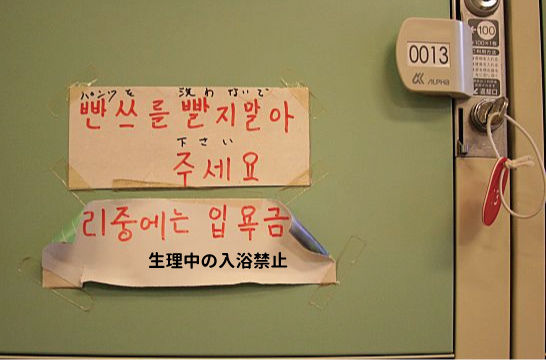 パンツを 洗わないで
빤쓰를 빨지말아
下さい
주세요
리중에는 입욕금
生理中の入浴禁止
0013
ALPHA
100